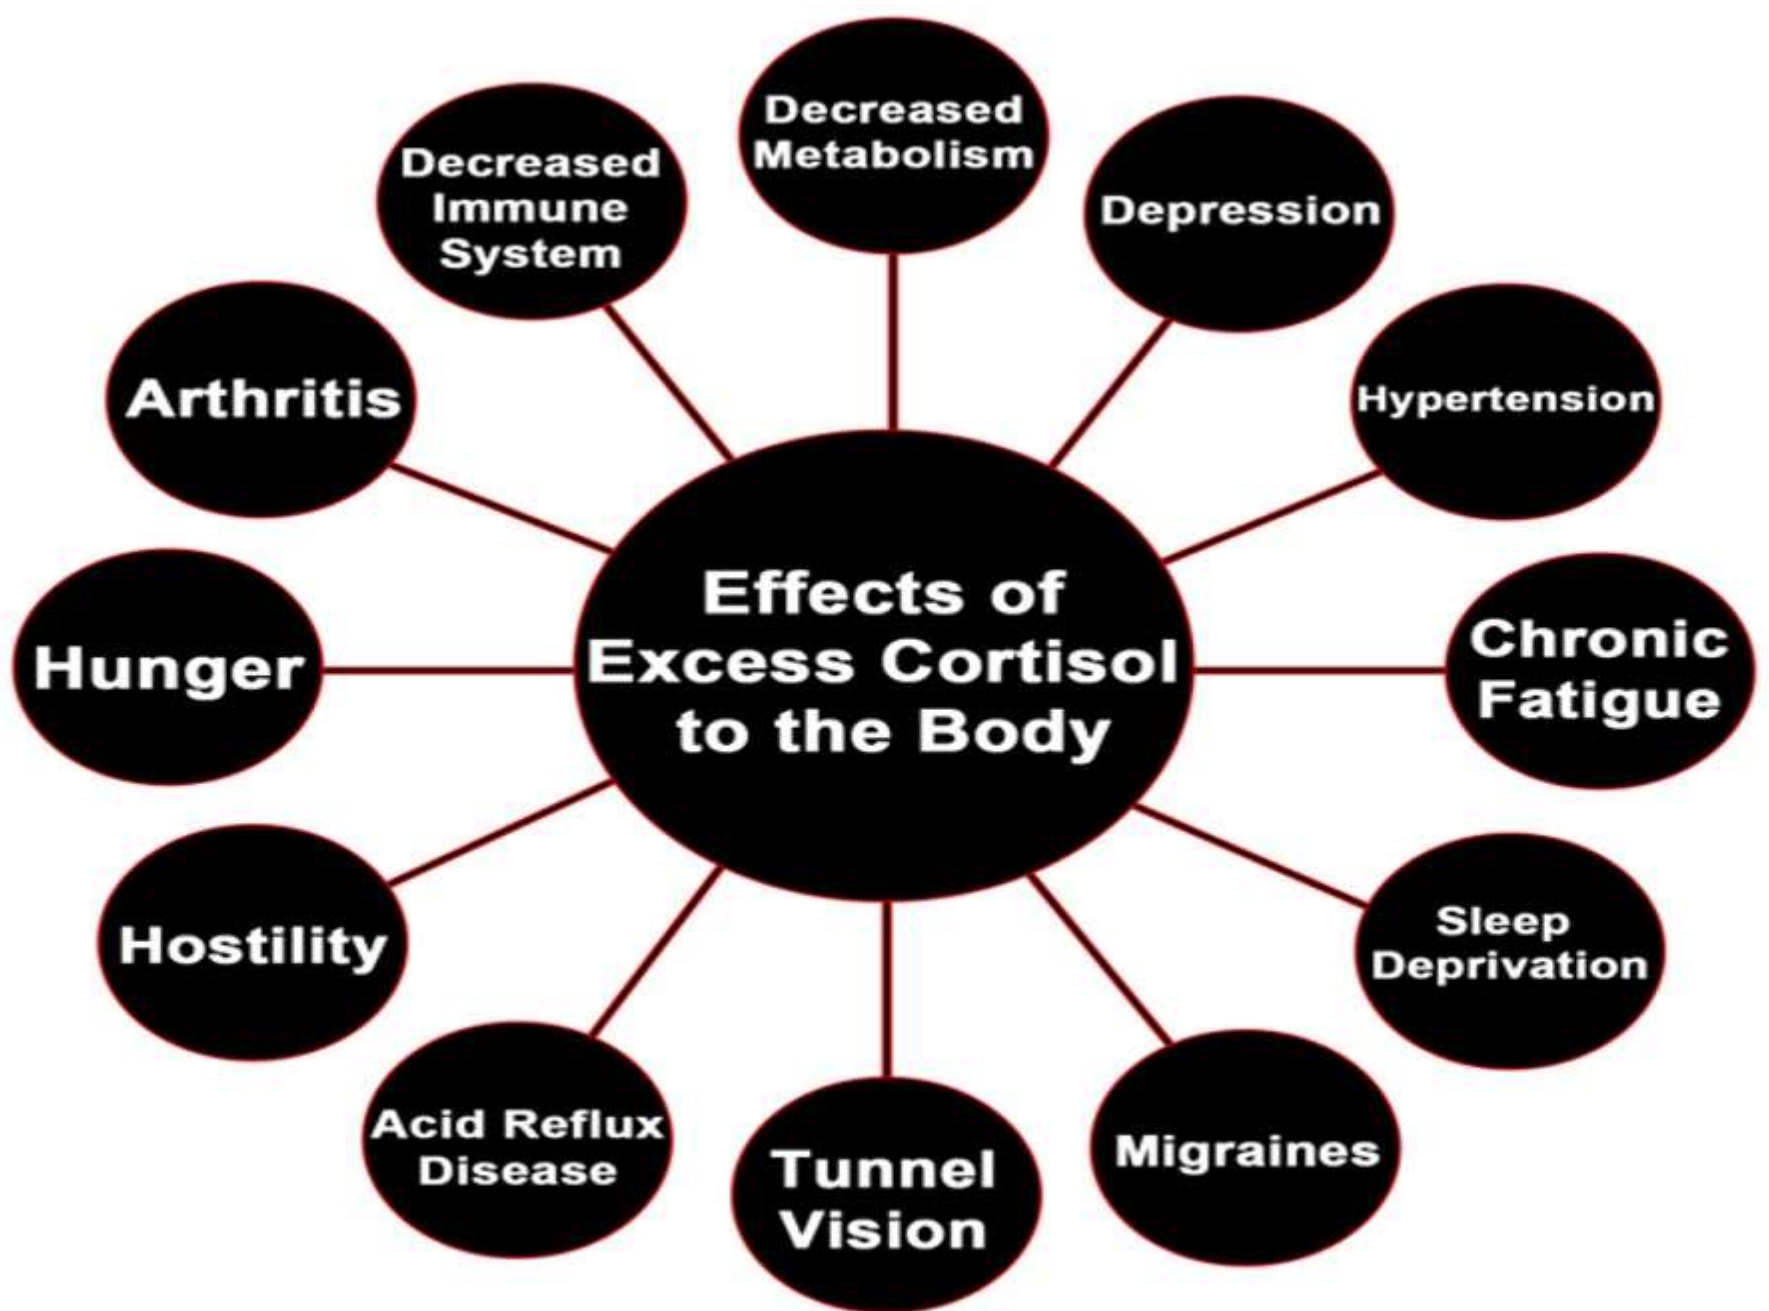 Decreased
Metabolism
Decreased
Immune
System
Depression
Arthritis
Hypertension
Effects of
Excess Cortisol
to the Body
Hunger
Chronic
Fatigue
Hostility
Sleep
Deprivation
Acid Reflux
Disease
Tunnel
Vision
Migraines